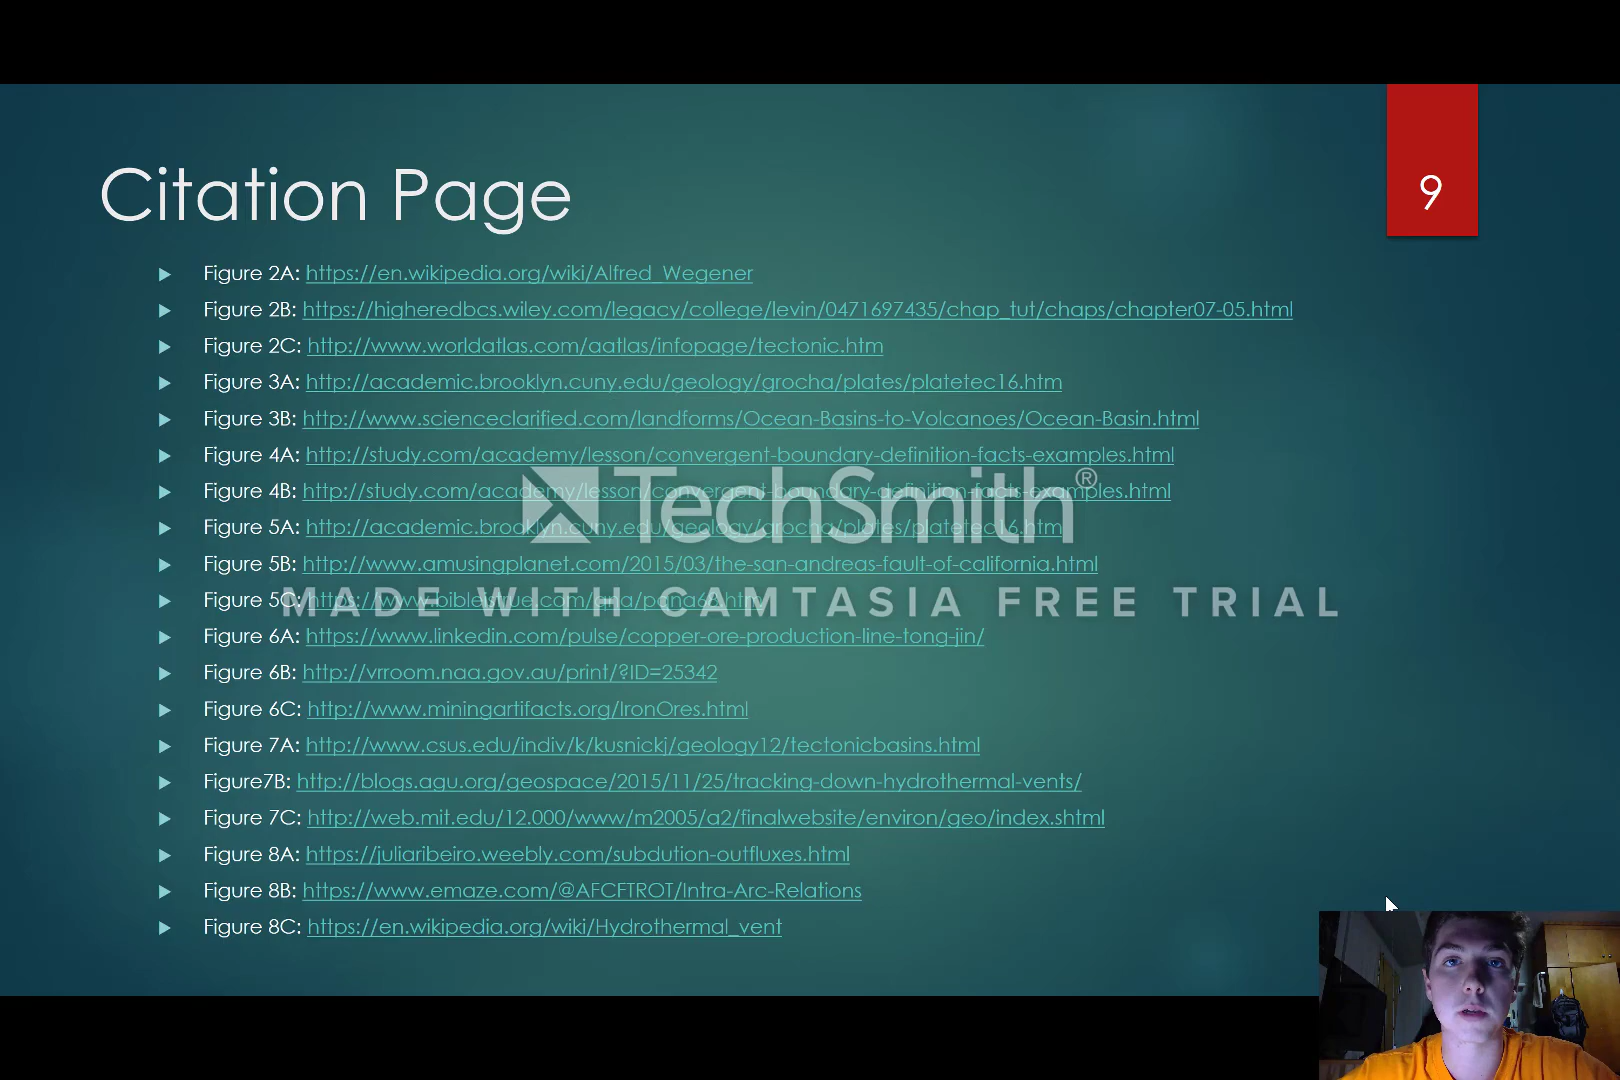 9
Citation Page
Figure 2A: https://en.wikipedia.org/wiki/Alfred_Wegener
Figure 2B: https://higheredbcs.wiley.com/legacy/college/levin/0471697435/chap_tut/chaps/chapter07-05.html
Figure 2C: http://www.worldatlas.com/aatlas/infopage/tectonic.htm
Figure 3A: http://academic.brooklyn.cuny.edu/geology/grocha/plates/platetec16.htm
Figure 3B: http://www.scienceclarified.com/landforms/Ocean-Basins-to-Volcanoes/Ocean-Basin.html
Figure 4A: http://study.com/academy/lesson/convergent-boundary-definition-facts-examples.html
Figure 4B: http://study.com/academy/lesson/convergent-boundary-definition-facts-examples.html
TechSmith®
Figure 5A: http://academic.brooklyn.cuny.edu/geology/grocha/plates/platetec16.htm
Figure 5B: http://www.amusingplanet.com/2015/03/the-san-andreas-fault-of-california.html
Figure 5C:
MADE WITH CAMTASIA FREE TRIAL
Figure 6A: https://www.linkedin.com/pulse/copper-ore-production-line-tong-jin/
Figure 6B: http://vrroom.naa.gov.au/print/?ID=25342
Figure 6C: http://www.miningartifacts.org/IronOres.html
Figure 7A: http://www.csus.edu/indiv/k/kusnickj/geology12/tectonicbasins.html
Figure7B: http://blogs.agu.org/geospace/2015/11/25/tracking-down-hydrothermal-vents/
Figure 7C: http://web.mit.edu/12.000/www/m2005/a2/finalwebsite/environ/geo/index.shtml
Figure 8A: https://juliaribeiro.weebly.com/subdution-outfluxes.html
Figure 8B: https://www.emaze.com/@AFCFTROT/Intra-Arc-Relations
Figure 8C: https://en.wikipedia.org/wiki/Hydrothermal_vent